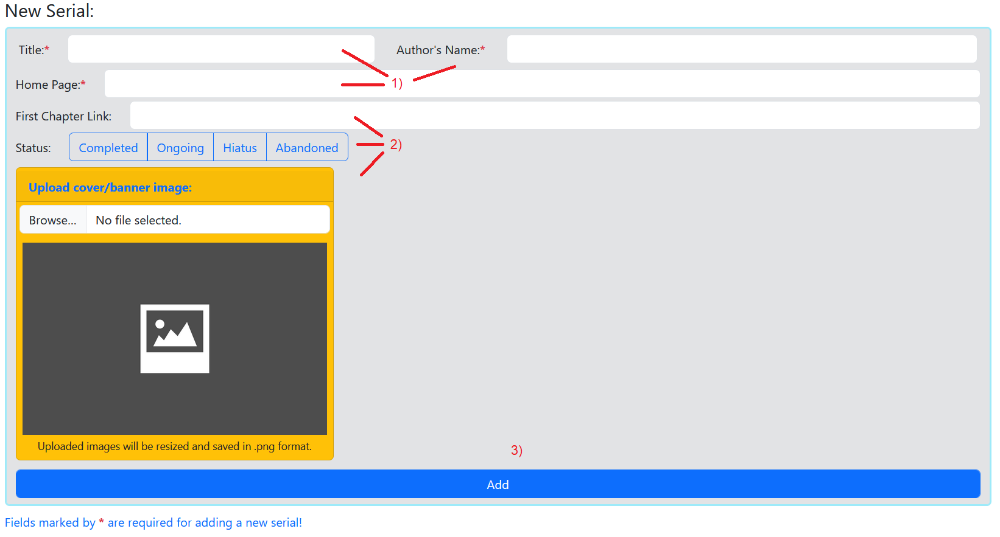 New Serial:
Title:* Author's Name:*
Home Page:* 1)
First Chapter Link:
Status: Completed Ongoing Hiatus Abandoned 2)
Upload cover/banner image:
Browse... No file selected.
Uploaded images will be resized and saved in .png format.
3)
Add
Fields marked by * are required for adding a new serial!